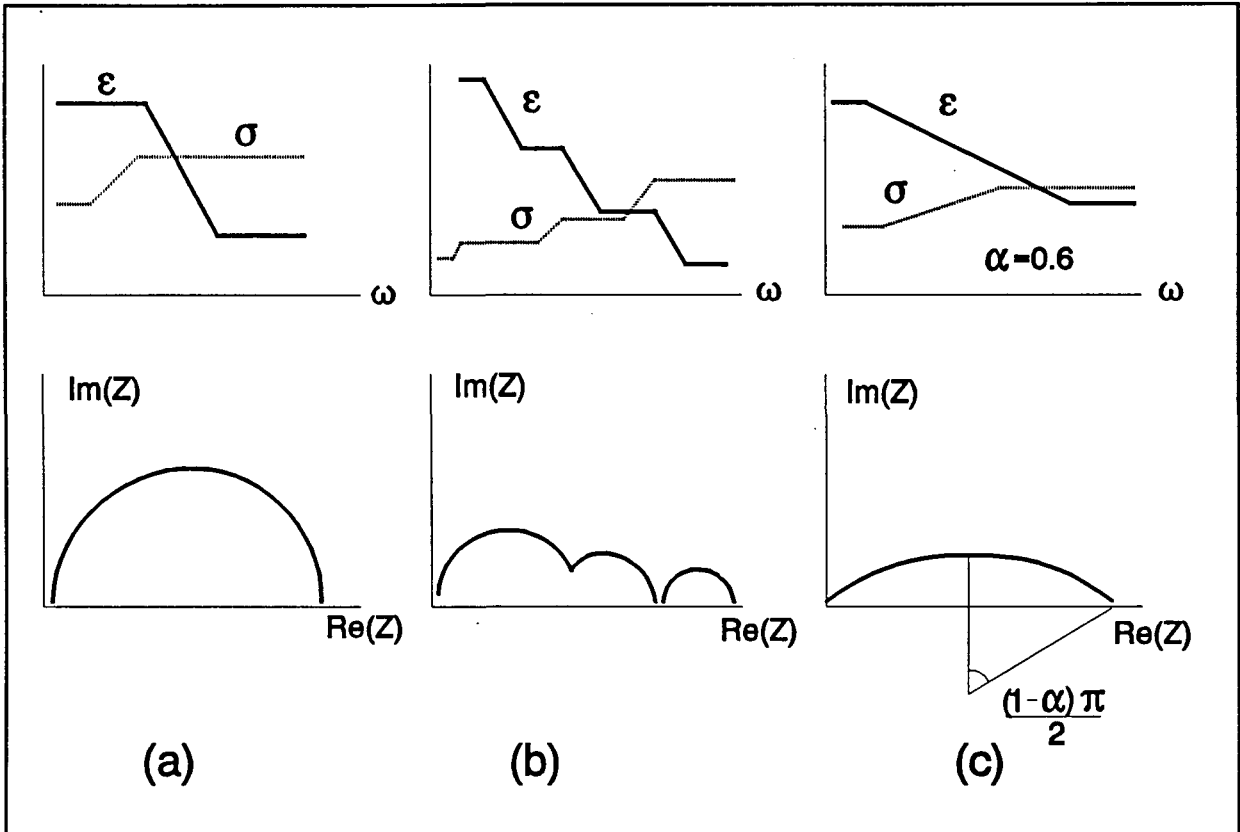 ε
σ
ω
ε
σ
ω
ε
σ
α=0.6
ω
Im(Z)
Re(Z)
Im(Z)
Re(Z)
Im(Z)
Re(Z)
(1-α)π
2
(a)
(b)
(c)